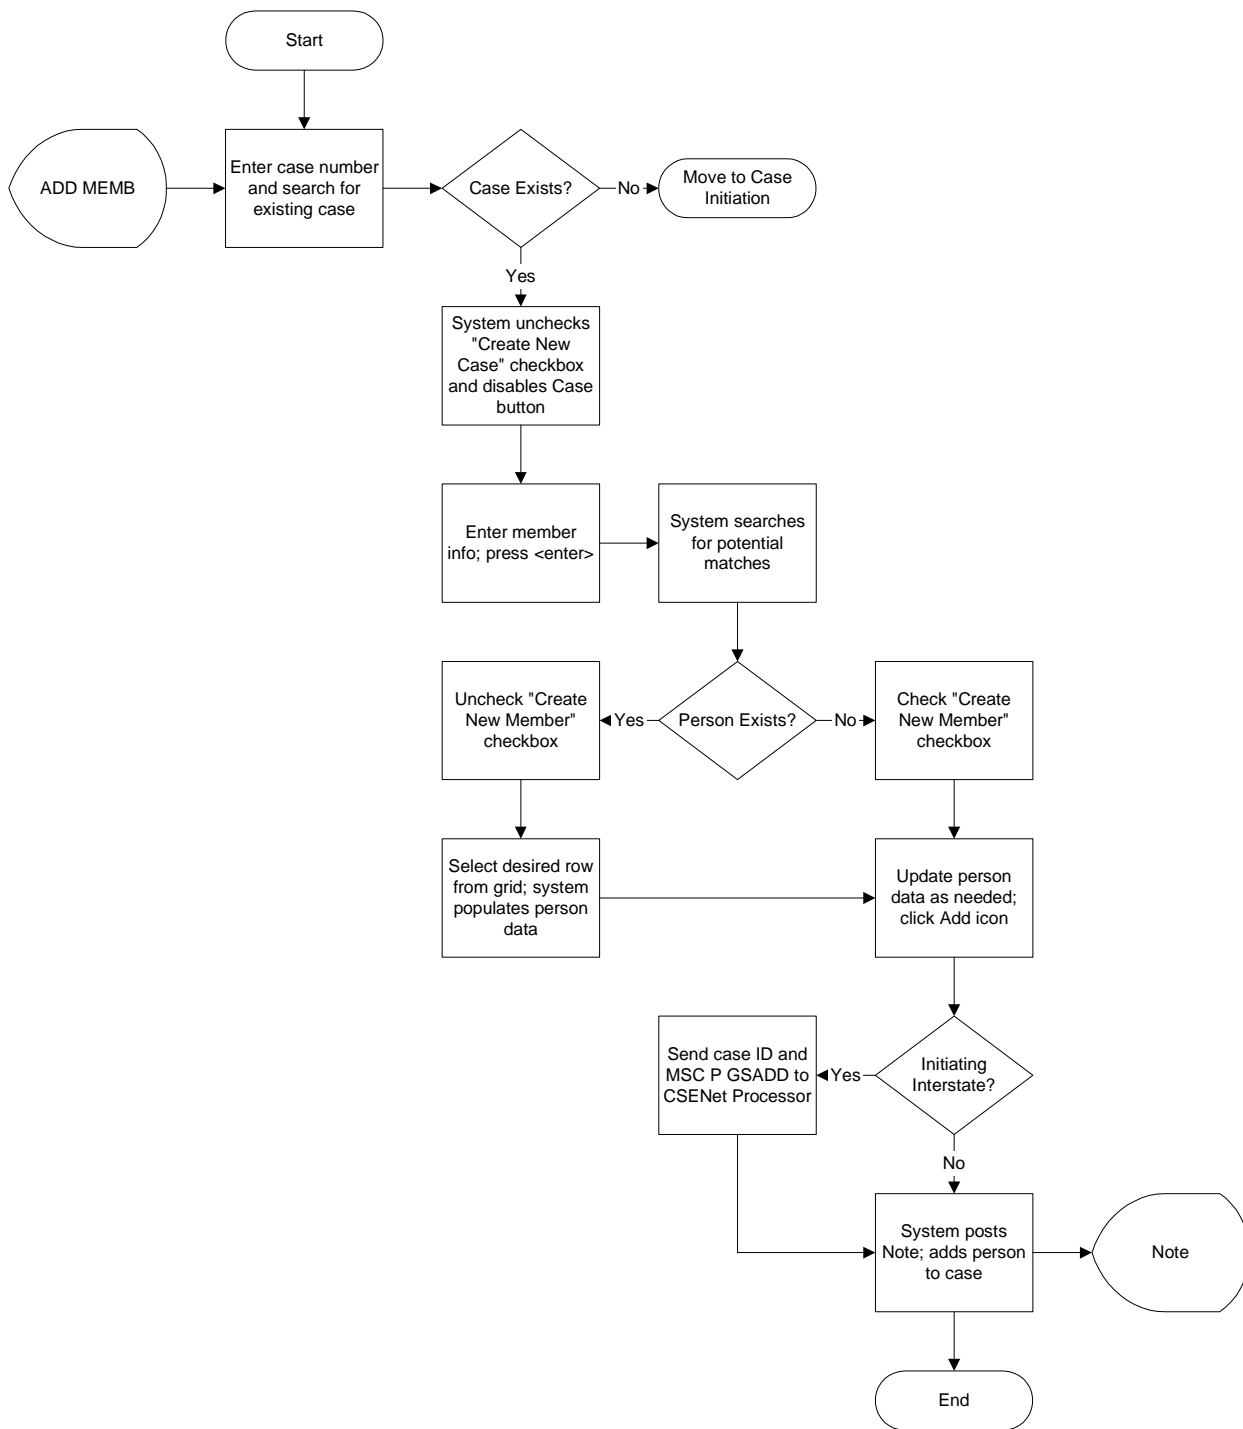 Start
ADD MEMB
Enter case number
and search for
existing case
Case Exists?
No
Move to Case
Initiation
Yes
System unchecks
"Create New
Case" checkbox
and disables Case
button
Enter member
info; press <enter>
System searches
for potential
matches
Uncheck "Create
New Member"
checkbox
Yes
Person Exists?
No
Check "Create
New Member"
checkbox
Select desired row
from grid; system
populates person
data
Update person
data as needed;
click Add icon
Send case ID and
MSC P GSADD to
CSENet Processor
Yes
Initiating
Interstate?
No
System posts
Note; adds person
to case
Note
End